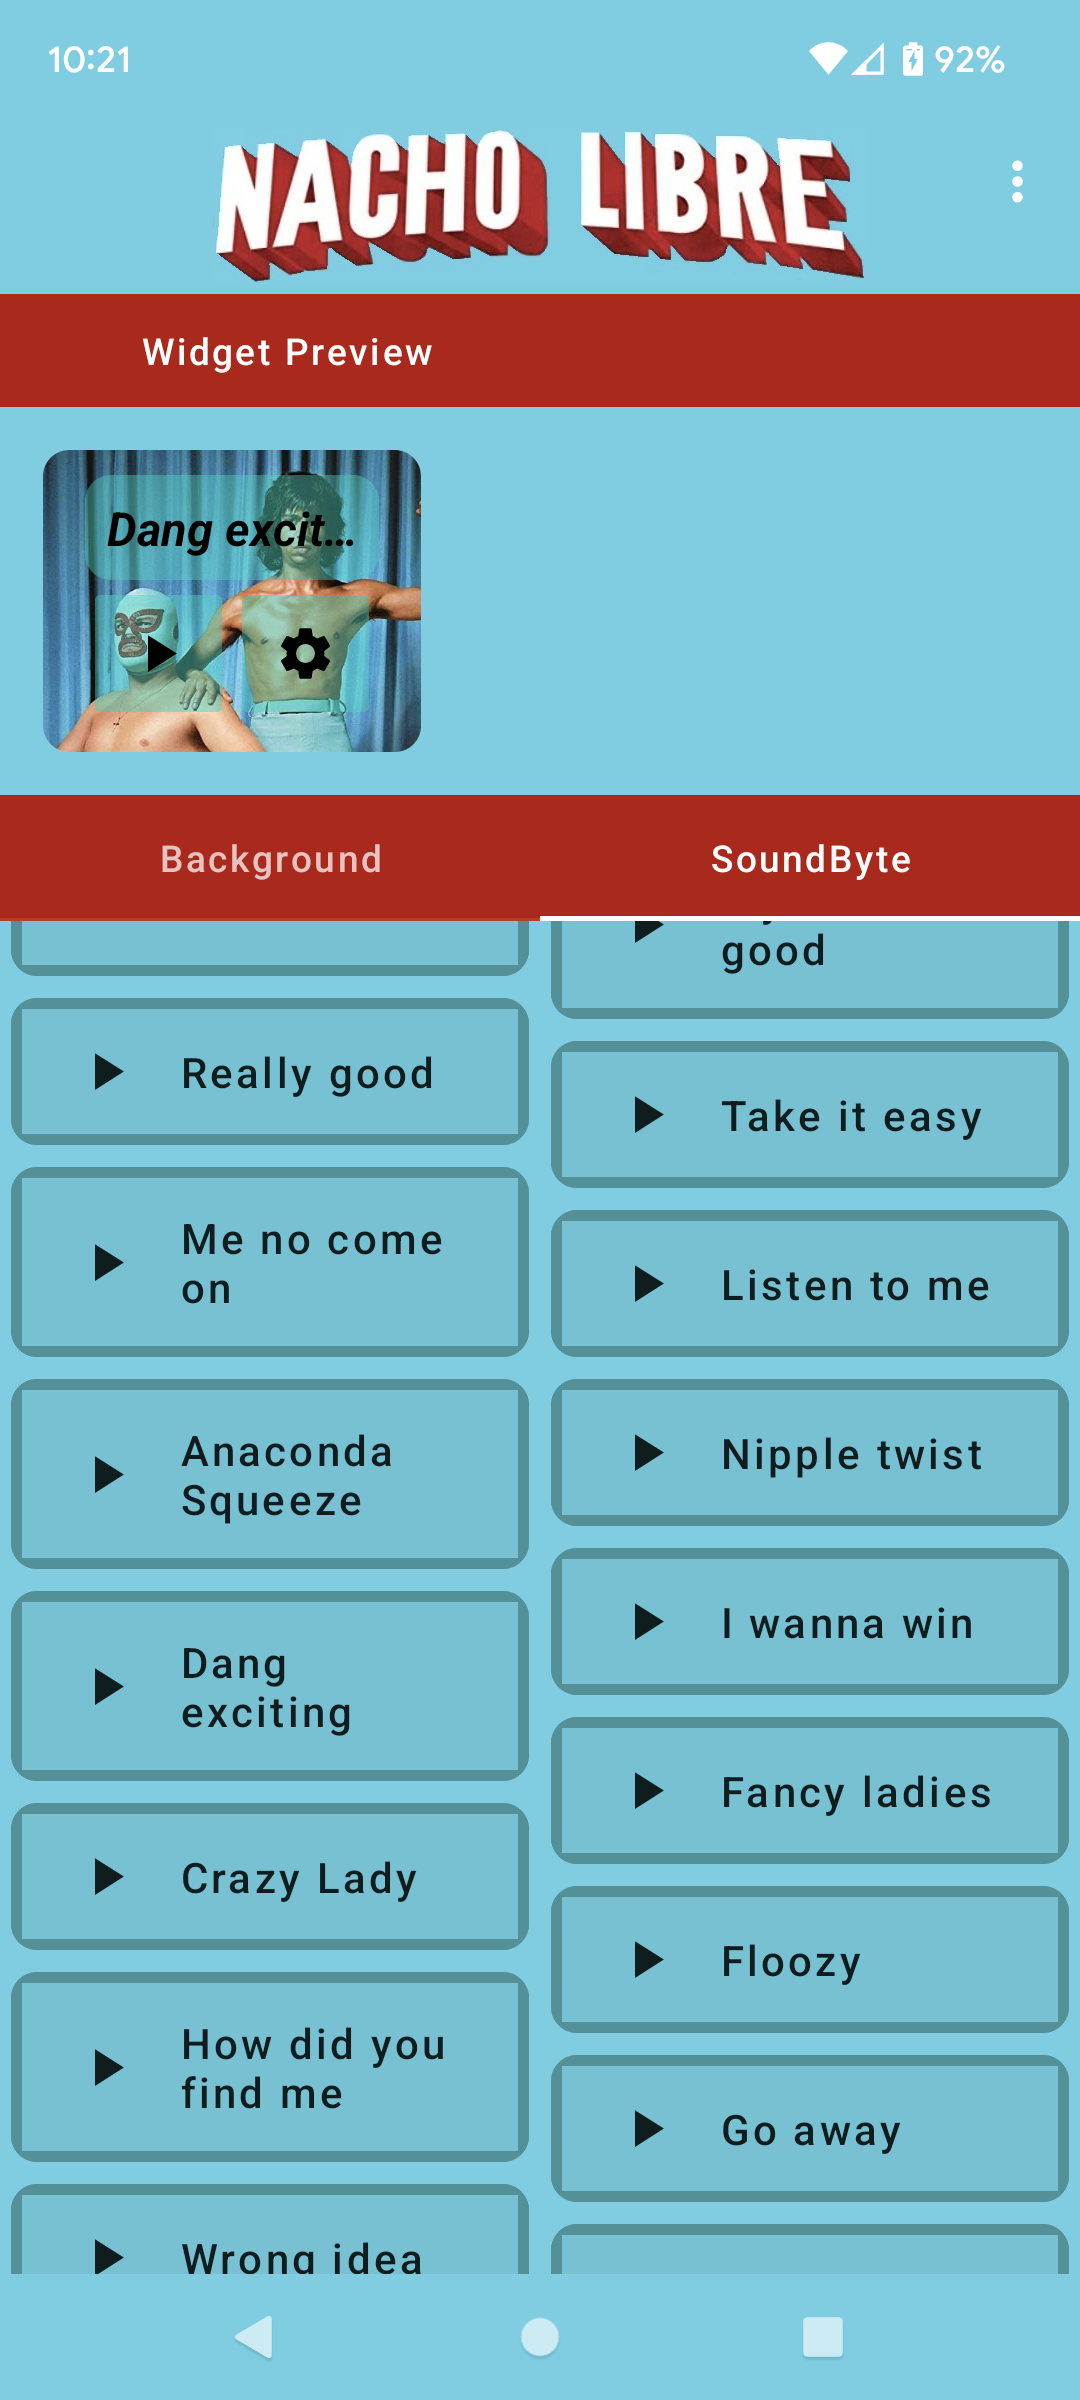 10:21
92%
NACHO LIBRE
Widget Preview
Dang excit...
Background
SoundByte
good
Really good
Take it easy
Me no come
on
Listen to me
Anaconda
Squeeze
Nipple twist
I wanna win
Dang
exciting
Fancy ladies
Crazy Lady
Floozy
How did you
find me
Go away
Wrong idea